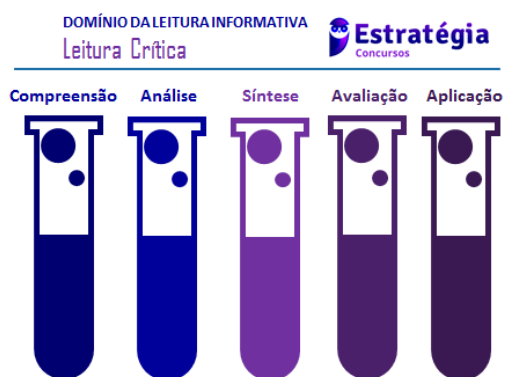 DOMÍNIO DA LEITURA INFORMATIVA
Leitura Crítica
Estratégia
Concursos
Compreensão Análise Síntese Avaliação Aplicação